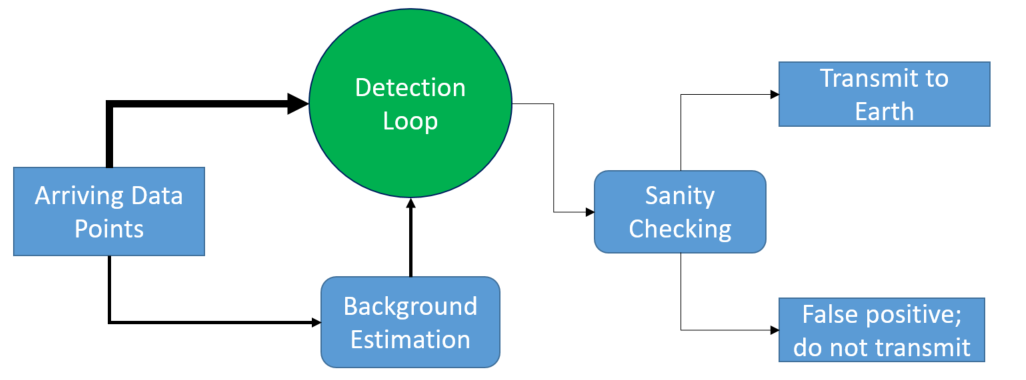 Detection
Loop
Transmit to
Earth
Arriving Data
Points
Sanity
Checking
Background
Estimation
False positive;
do not transmit